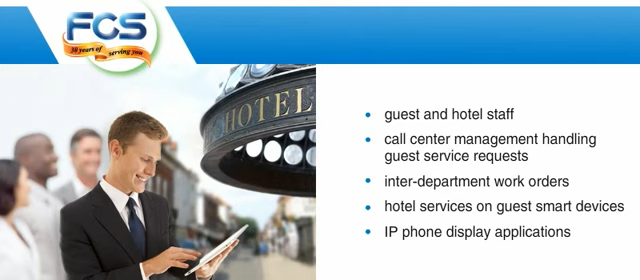 FCS
30 years of serving you
HOTEL
guest and hotel staff
call center management handling
guest service requests
inter-department work orders
hotel services on guest smart devices
IP phone display applications